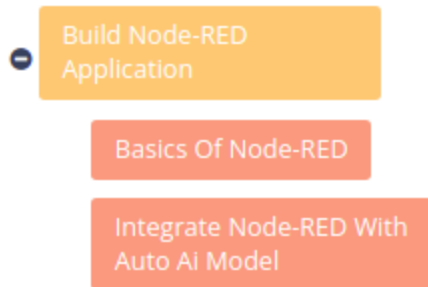 Build Node-RED
Application
Basics Of Node-RED
Integrate Node-RED With
Auto Ai Model